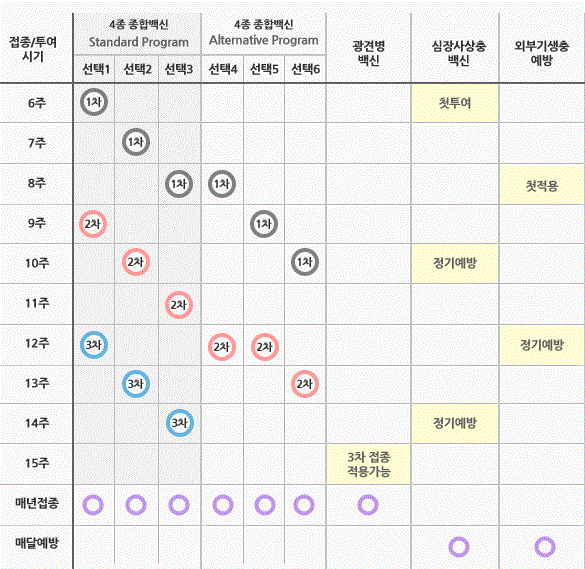 접종/투여
시기
4종 종합백신
Standard Program
4종 종합백신
Alternative Program
광견병
백신
심장사상충
백신
외부기생충
예방
선택1 선택2 선택3 선택4 선택5 선택6
6주 1차 첫투여
7주 1차
8주 1차 1차 첫적용
9주 2차 1차
10주 2차 1차 정기예방
11주 2차
12주 3차 2차 2차 정기예방
13주 3차 2차
14주 3차 정기예방
15주 3차 접종
적용가능
매년접종
매달예방